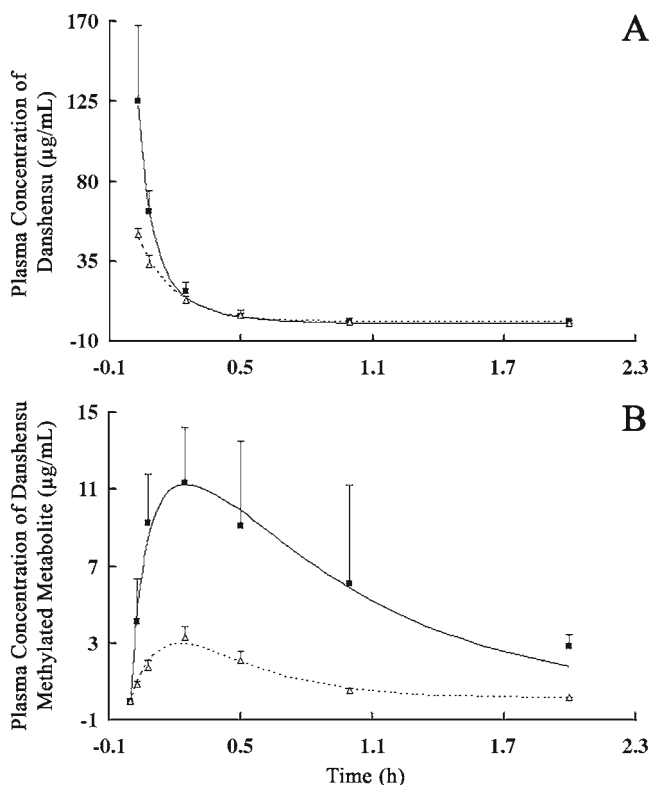 A
170
125
80
35
-10
Plasma Concentration of
Danshensu (µg/mL)
-0.1
0.5
1.1
1.7
2.3
B
15
11
7
3
-1
Plasma Concentration of Danshensu
Methylated Metabolite (µg/mL)
-0.1
0.5
1.1
1.7
2.3
Time (h)